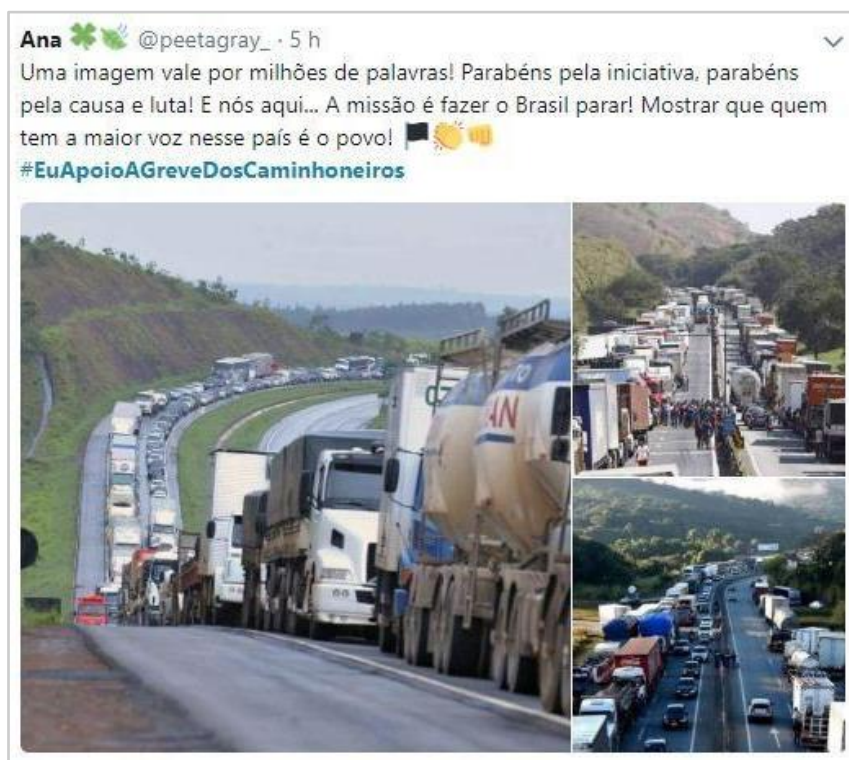 Ana 🍀🍃 @peetagray_ · 5 h
Uma imagem vale por milhões de palavras! Parabéns pela iniciativa, parabéns
pela causa e luta! E nós aqui... A missão é fazer o Brasil parar! Mostrar que quem
tem a maior voz nesse país é o povo! 🏴👏👊
#EuApoioAGreveDosCaminhoneiros